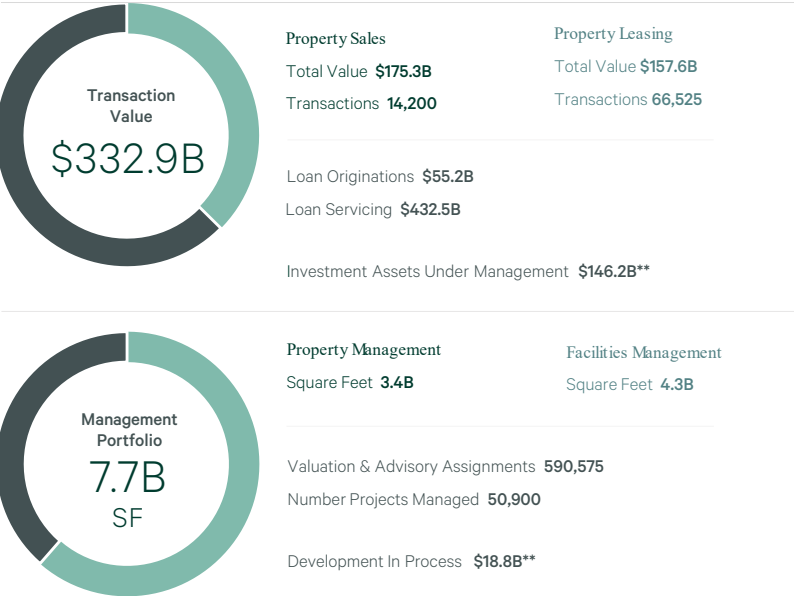 Transaction
Value
$332.9B
Property Sales
Total Value $175.3B
Transactions 14,200
Property Leasing
Total Value $157.6B
Transactions 66,525
Loan Originations $55.2B
Loan Servicing $432.5B
Investment Assets Under Management $146.2B**
Management
Portfolio
7.7B
SF
Property Management
Square Feet 3.4B
Facilities Management
Square Feet 4.3B
Valuation & Advisory Assignments 590,575
Number Projects Managed 50,900
Development In Process $18.8B**